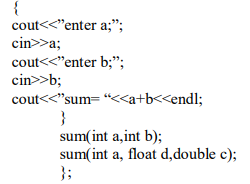 {
cout<<”enter a;”;
cin>>a;
cout<<”enter b;”;
cin>>b;
cout<<”sum= “<<a+b<<endl;
}
sum(int a,int b);
sum(int a, float d,double c);
};